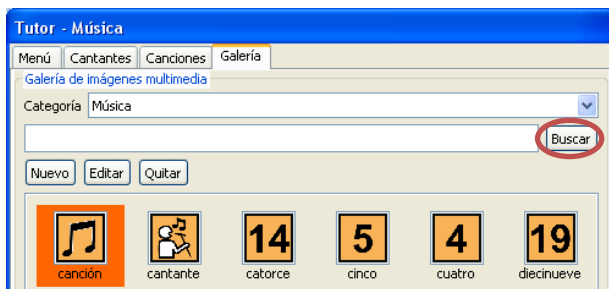 Tutor - Música
Menú Cantantes Canciones Galería
Galería de imágenes multimedia
Categoría Música
Buscar
Nuevo Editar Quitar
14 5 4 19
canción cantante catorce cinco cuatro diecinueve